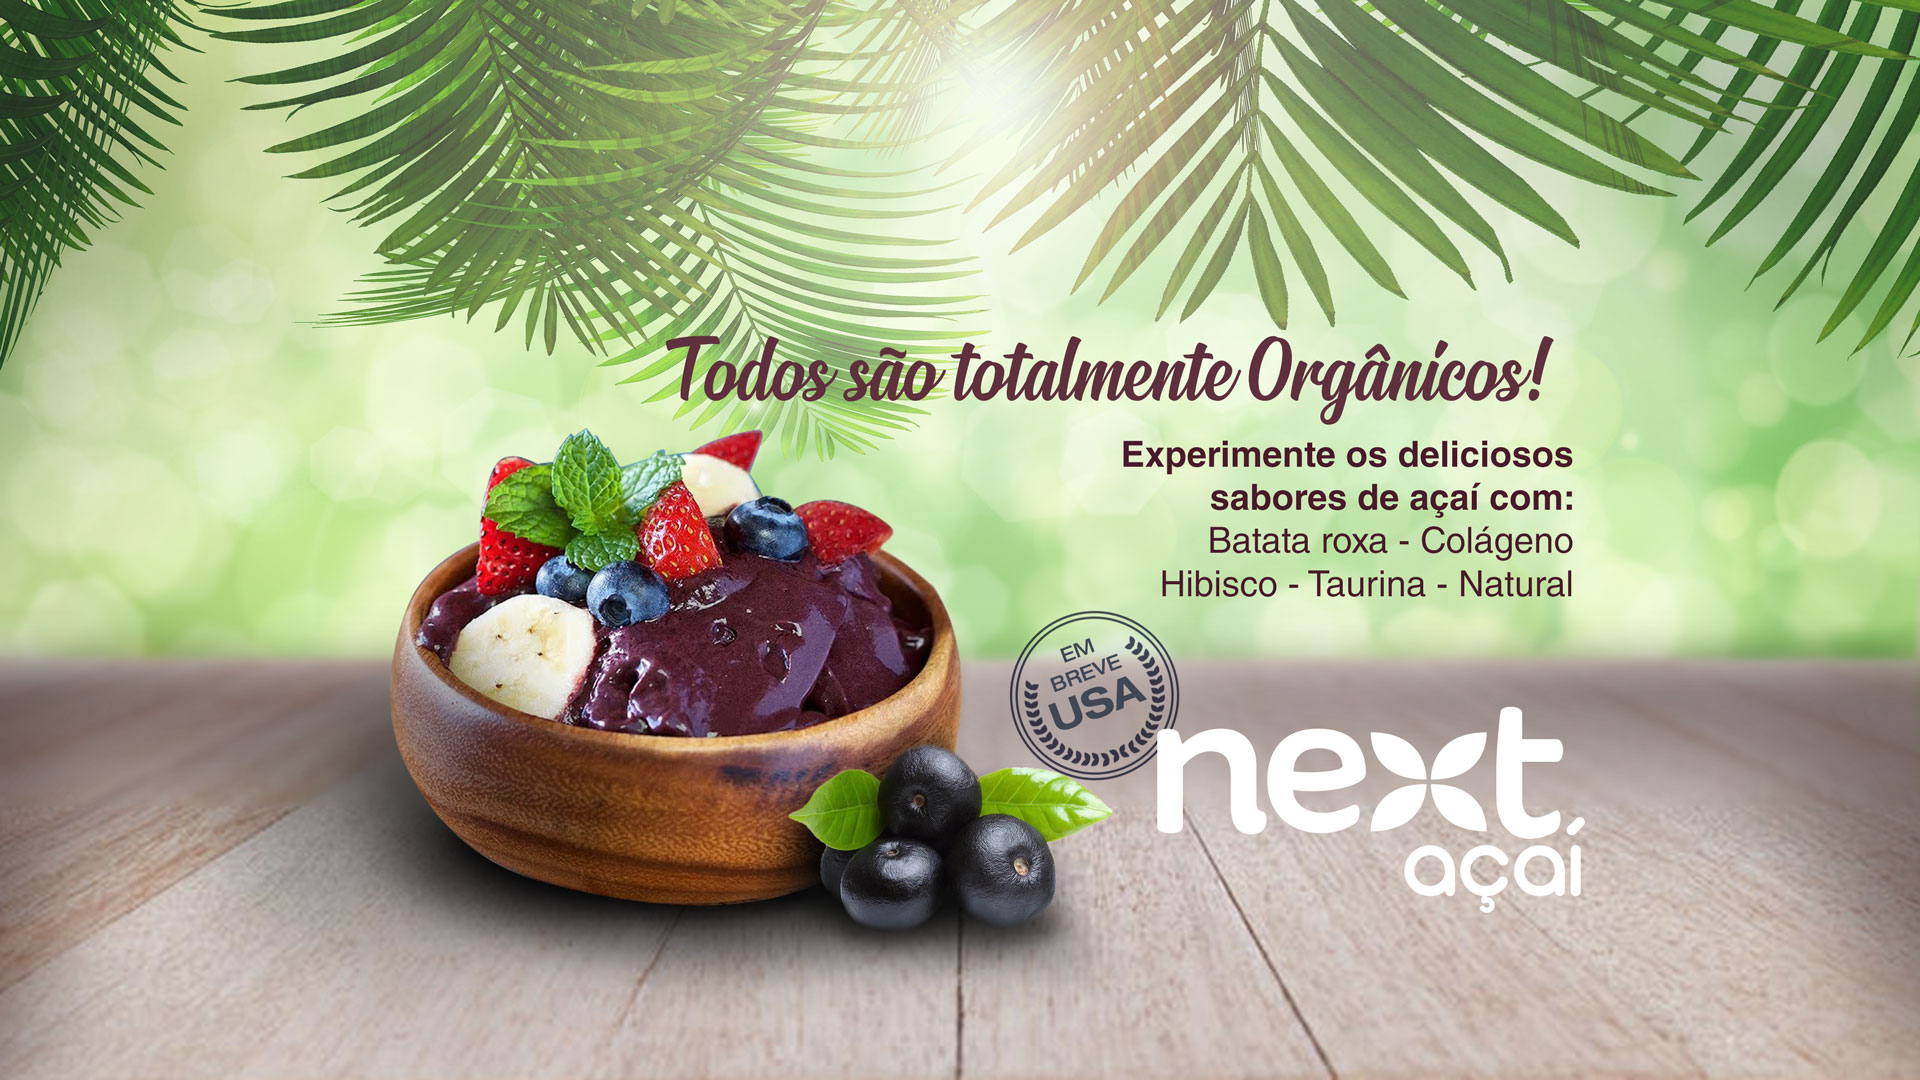 Todos são totalmente Orgânicos!
Experimente os deliciosos
sabores de açaí com:
Batata roxa - Colágeno
Hibisco - Taurina - Natural
EM
BREVE
USA
next
açaí